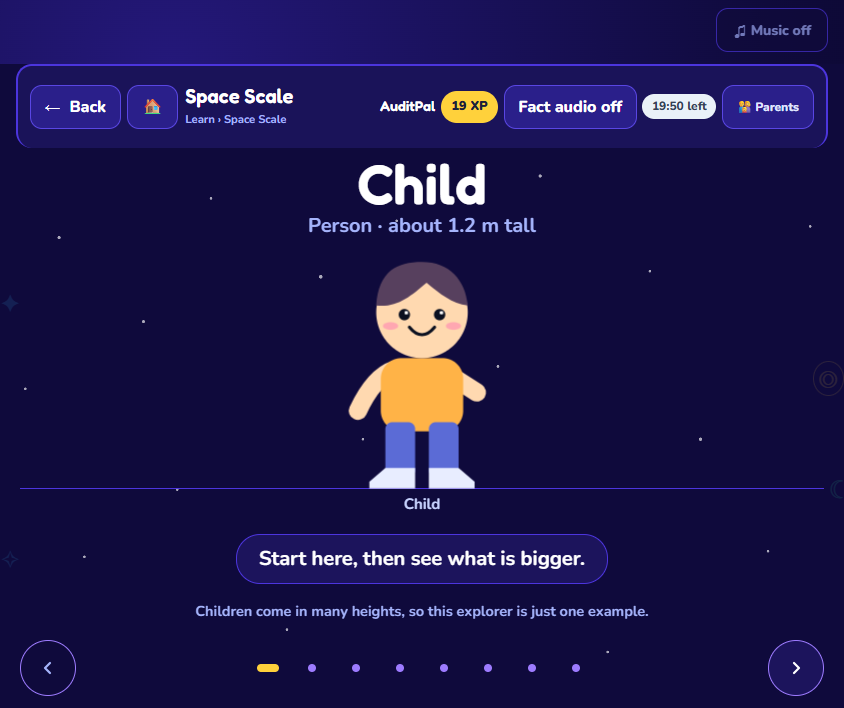 ♫ Music off
← Back
Space Scale
Learn › Space Scale
AuditPal
19 XP
Fact audio off
19:50 left
Parents
Child
Person · about 1.2 m tall
Child
Start here, then see what is bigger.
Children come in many heights, so this explorer is just one example.